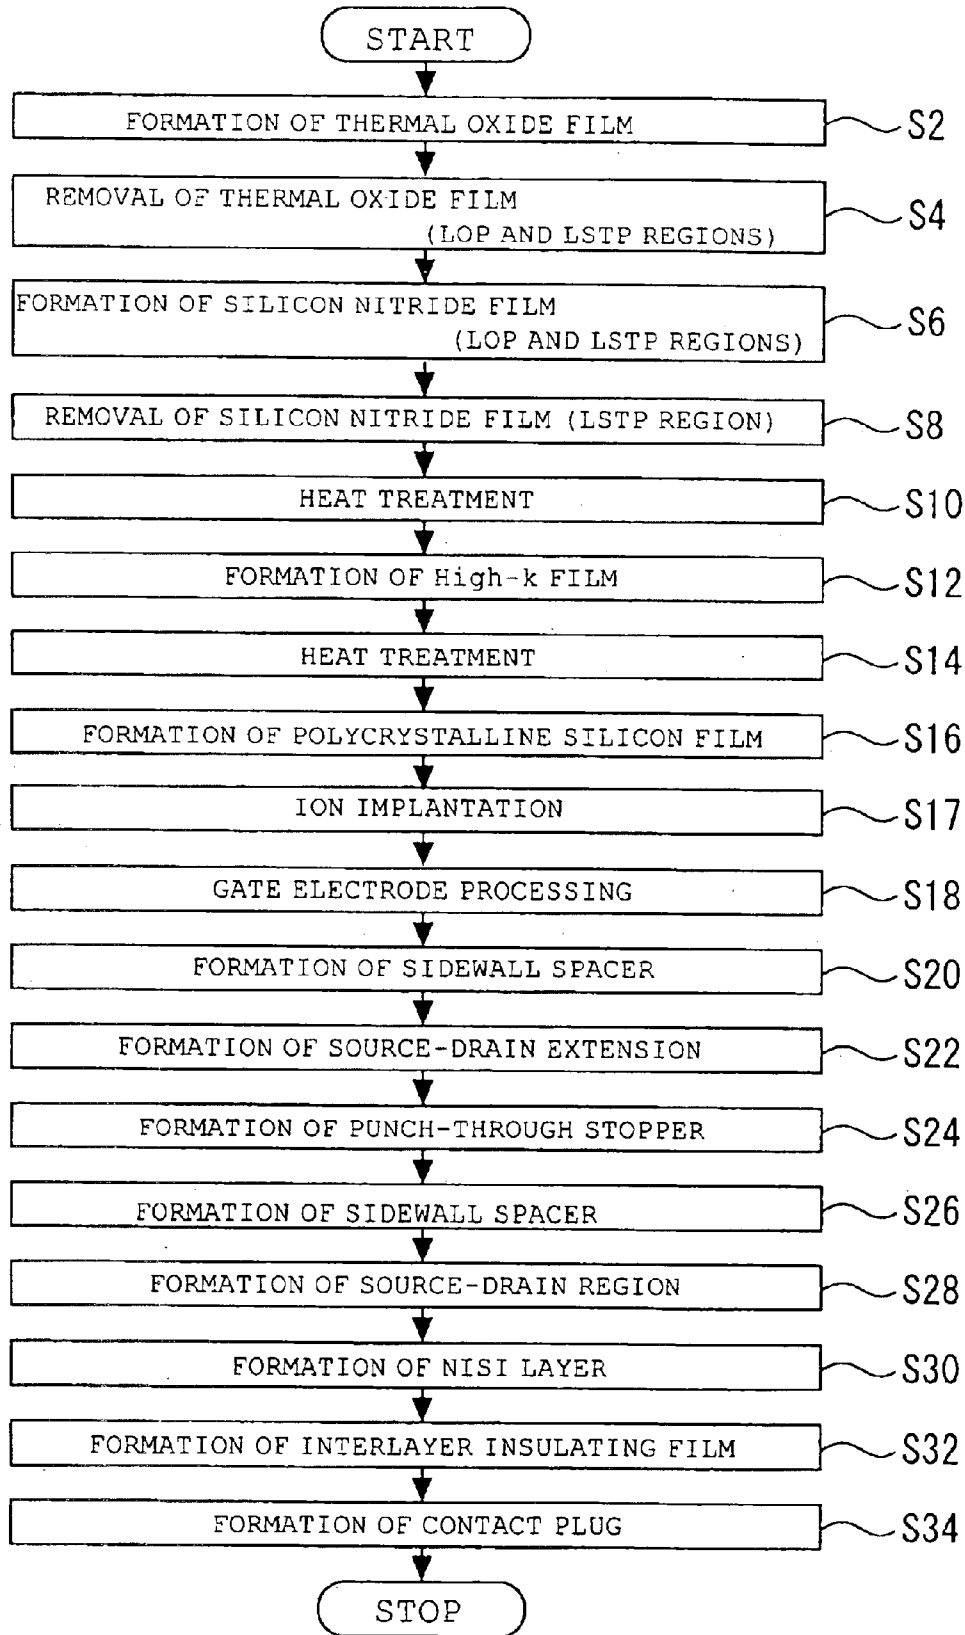 START
FORMATION OF THERMAL OXIDE FILM S2
REMOVAL OF THERMAL OXIDE FILM
(LOP AND LSTP REGIONS) S4
FORMATION OF SILICON NITRIDE FILM
(LOP AND LSTP REGIONS) S6
REMOVAL OF SILICON NITRIDE FILM (LSTP REGION) S8
HEAT TREATMENT S10
FORMATION OF High-k FILM S12
HEAT TREATMENT S14
FORMATION OF POLYCRYSTALLINE SILICON FILM S16
ION IMPLANTATION S17
GATE ELECTRODE PROCESSING S18
FORMATION OF SIDEWALL SPACER S20
FORMATION OF SOURCE-DRAIN EXTENSION S22
FORMATION OF PUNCH-THROUGH STOPPER S24
FORMATION OF SIDEWALL SPACER S26
FORMATION OF SOURCE-DRAIN REGION S28
FORMATION OF NISI LAYER S30
FORMATION OF INTERLAYER INSULATING FILM S32
FORMATION OF CONTACT PLUG S34
STOP